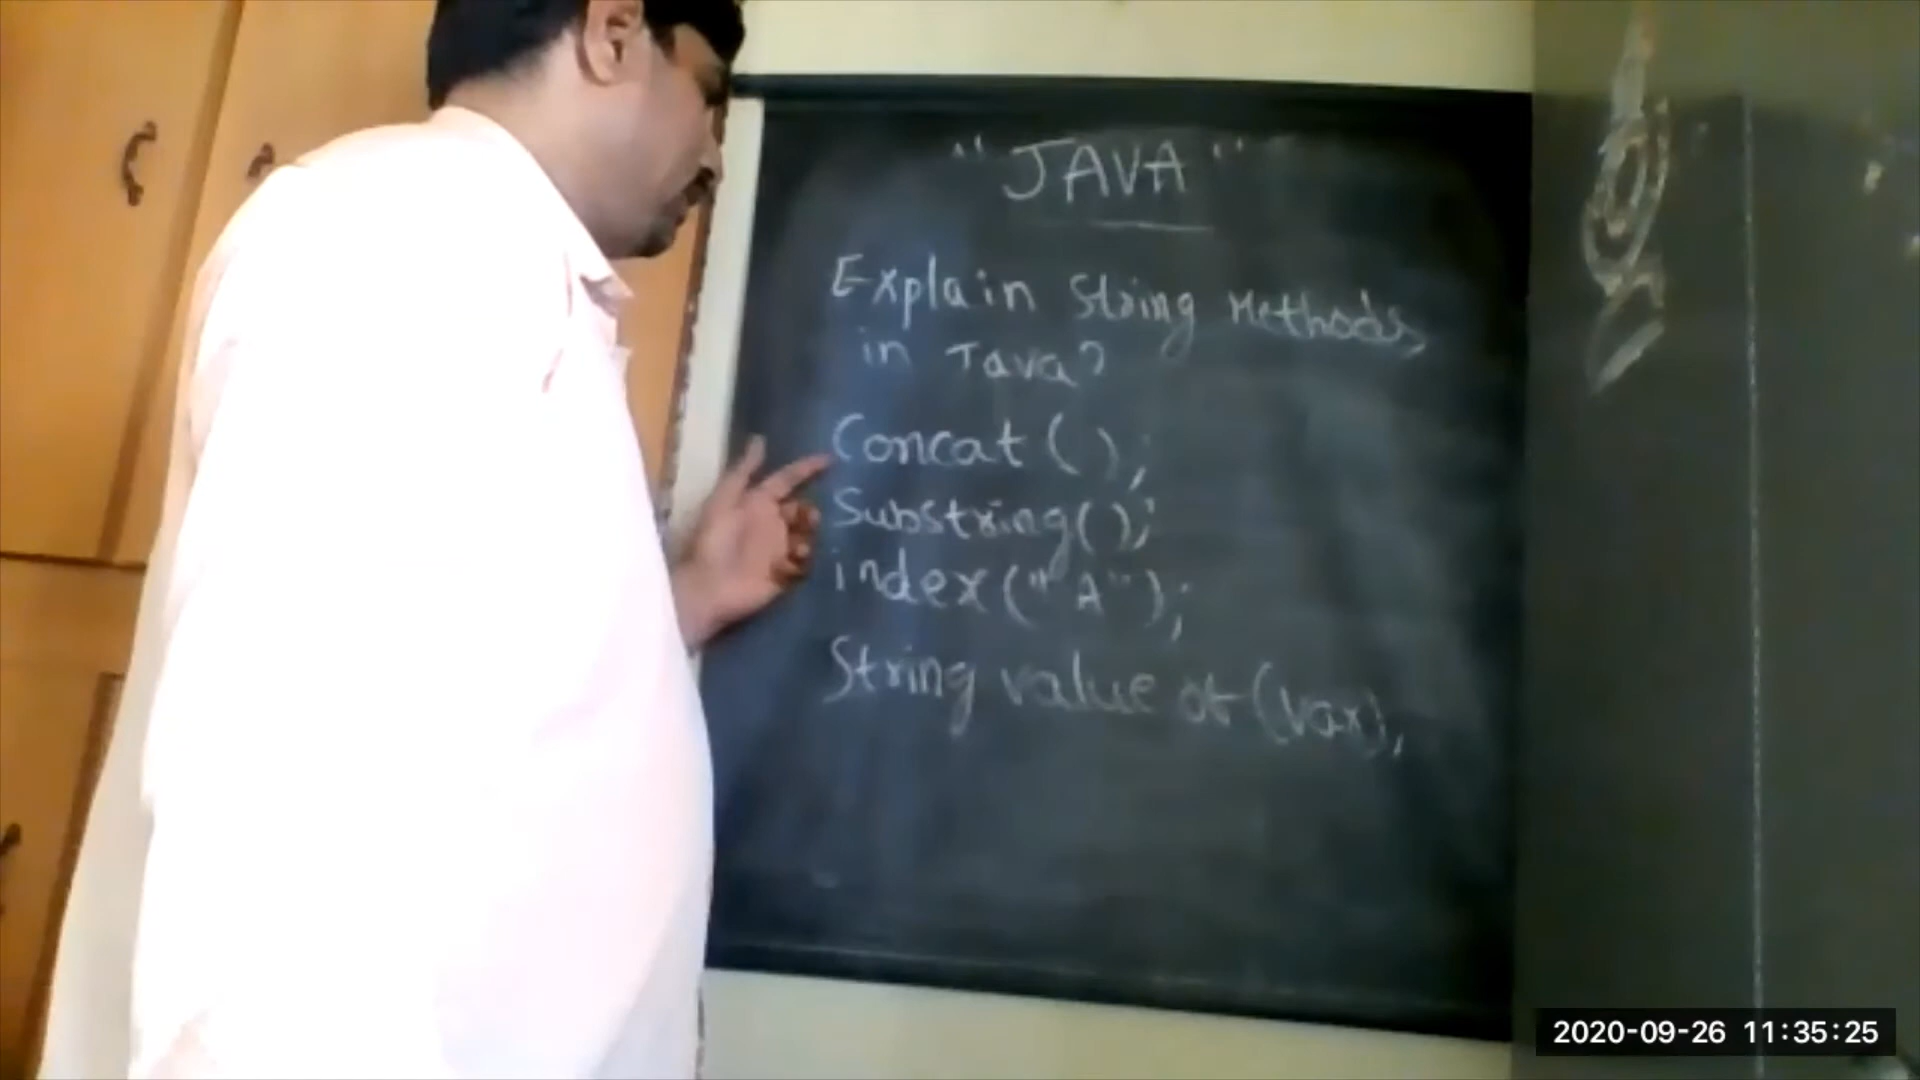 "JAVA"
Explain String Methods
in Java?
Concat();
Substring();
index("A");
String value of (var);
2020-09-26 11:35:25